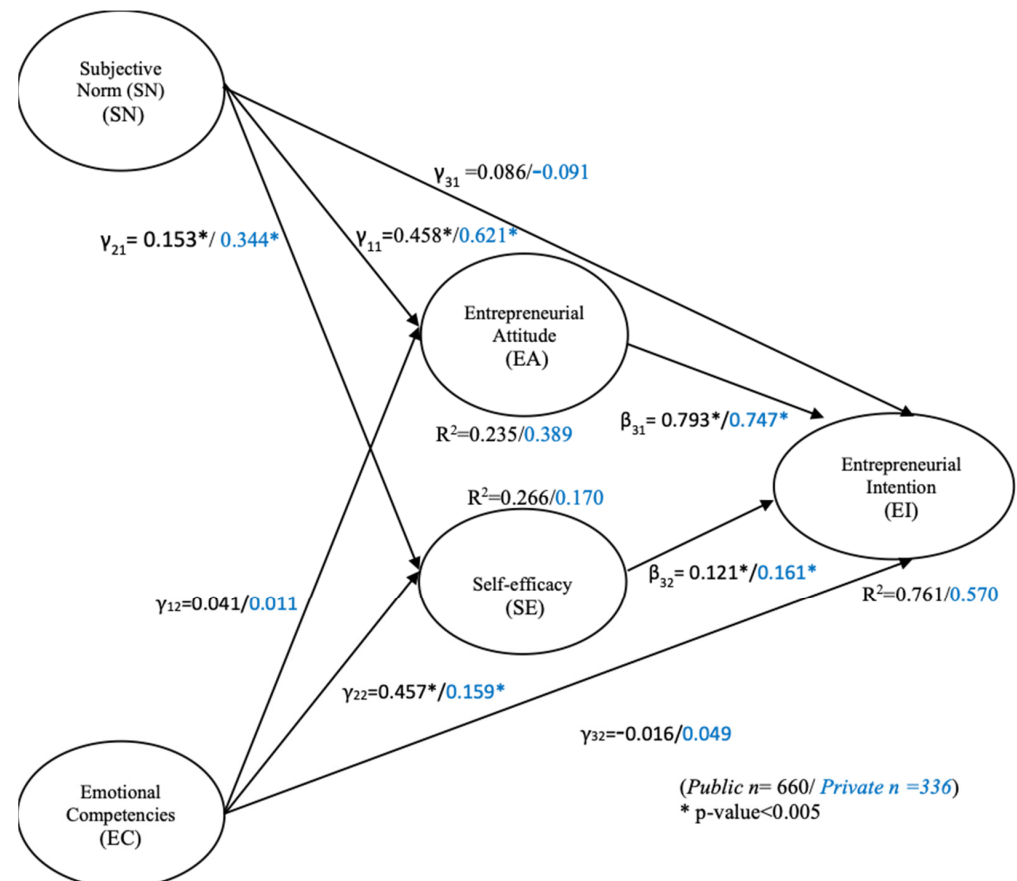 Subjective
Norm (SN)
(SN)
γ31 =0.086/-0.091
γ21= 0.153*/ 0.344*
γ11=0.458*/0.621*
Entrepreneurial
Attitude
(EA)
β31= 0.793*/0.747*
R²=0.235/0.389
Entrepreneurial
Intention
(EI)
R²=0.266/0.170
Self-efficacy
(SE)
β32= 0.121*/0.161*
R²=0.761/0.570
γ12=0.041/0.011
γ22=0.457*/0.159*
γ32=-0.016/0.049
Emotional
Competencies
(EC)
(Public n= 660/ Private n =336)
* p-value<0.005